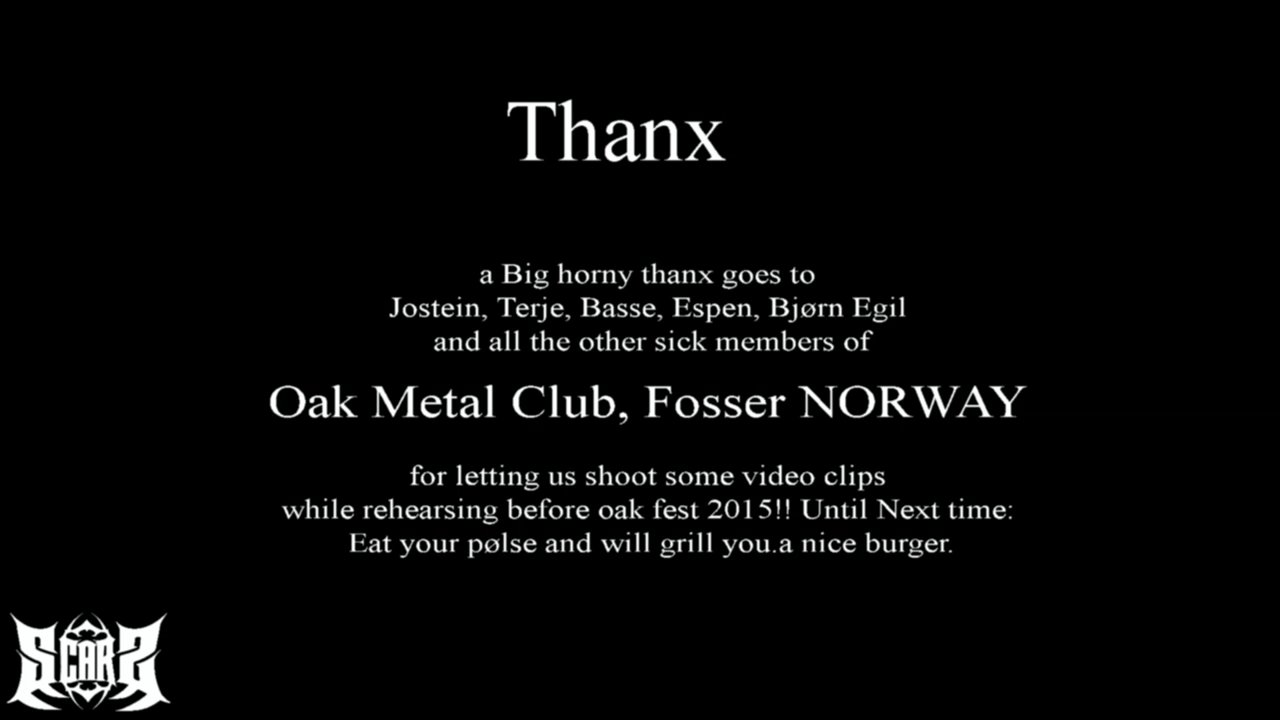 Thanx
a Big horny thanx goes to
Jostein, Terje, Basse, Espen, Bjørn Egil
and all the other sick members of
Oak Metal Club, Fosser NORWAY
for letting us shoot some video clips
while rehearsing before oak fest 2015!! Until Next time:
Eat your pølse and will grill you.a nice burger.
SCARS